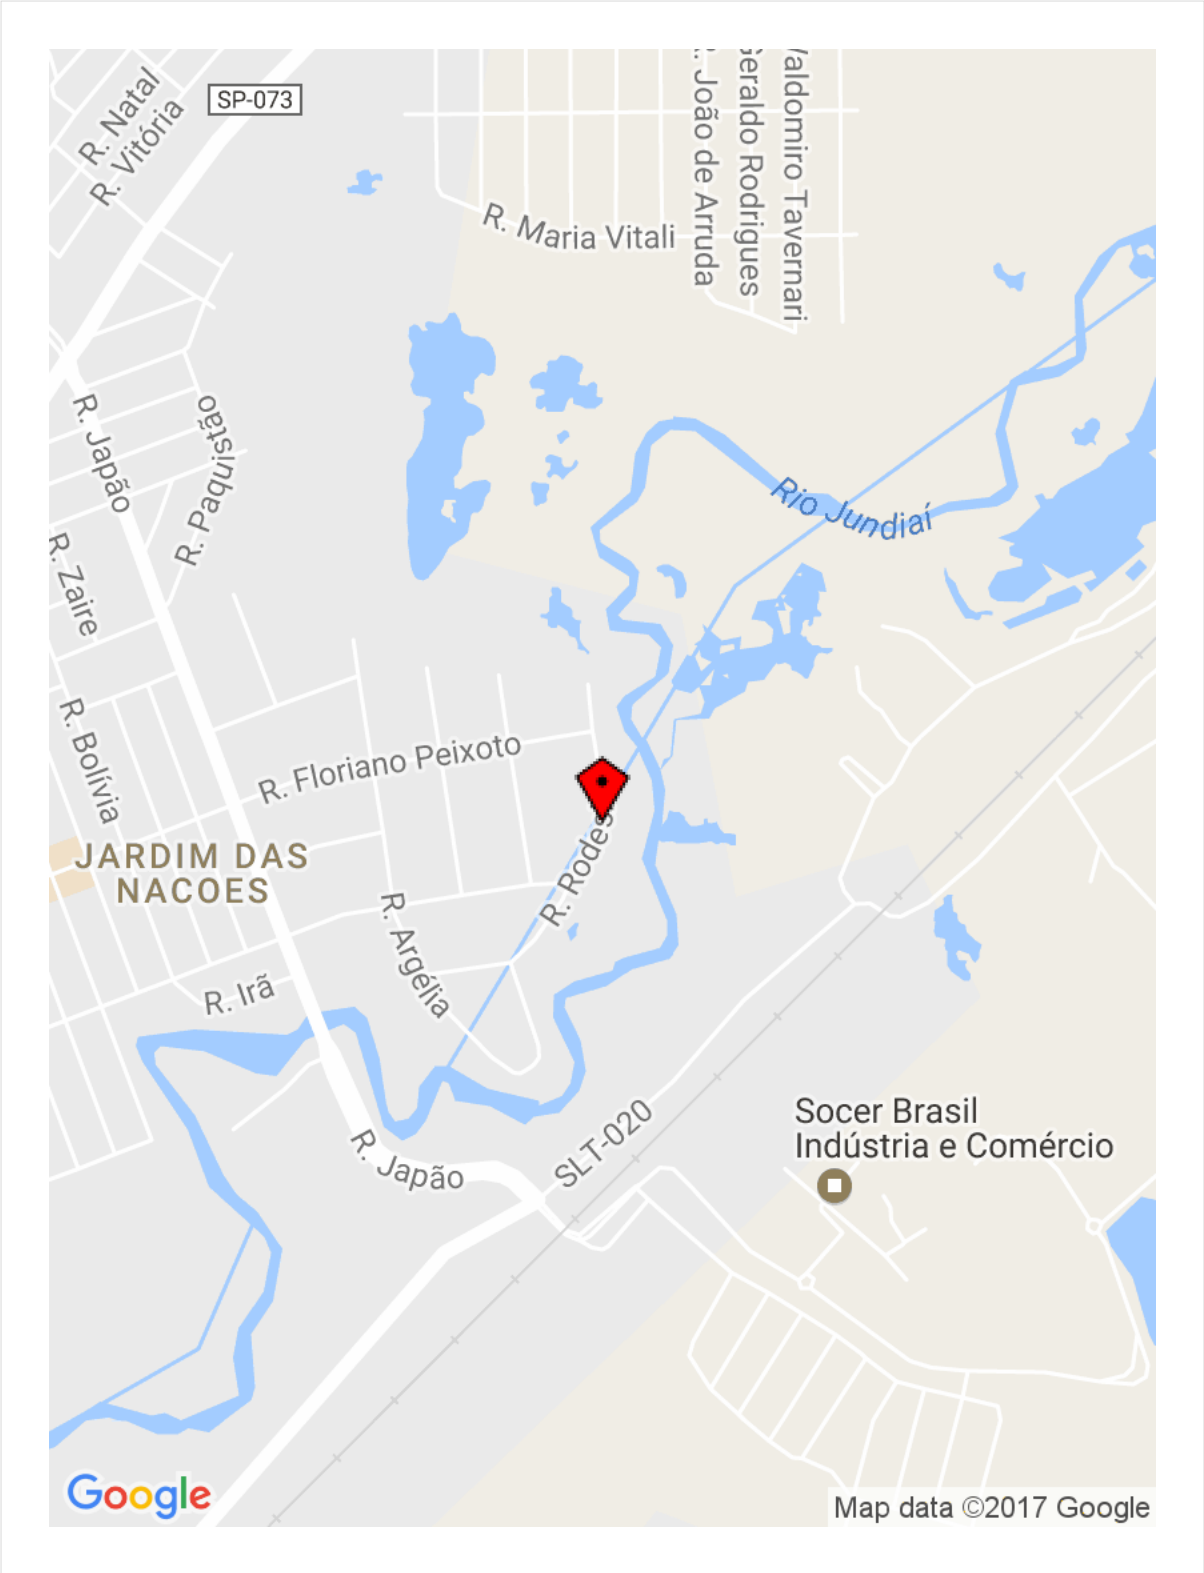 R. Natal
R. Vitória
SP-073
João de Arruda
Geraldo Rodrigues
Valdomiro Tavernari
R. Maria Vitali
R. Japão
R. Paquistão
Rio Jundiaí
R. Zaire
R. Bolívia
R. Floriano Peixoto
JARDIM DAS
NACOES
R. Rodes
R. Argélia
R. Irã
Socer Brasil
Indústria e Comércio
SLT-020
R. Japão
Google
Map data ©2017 Google